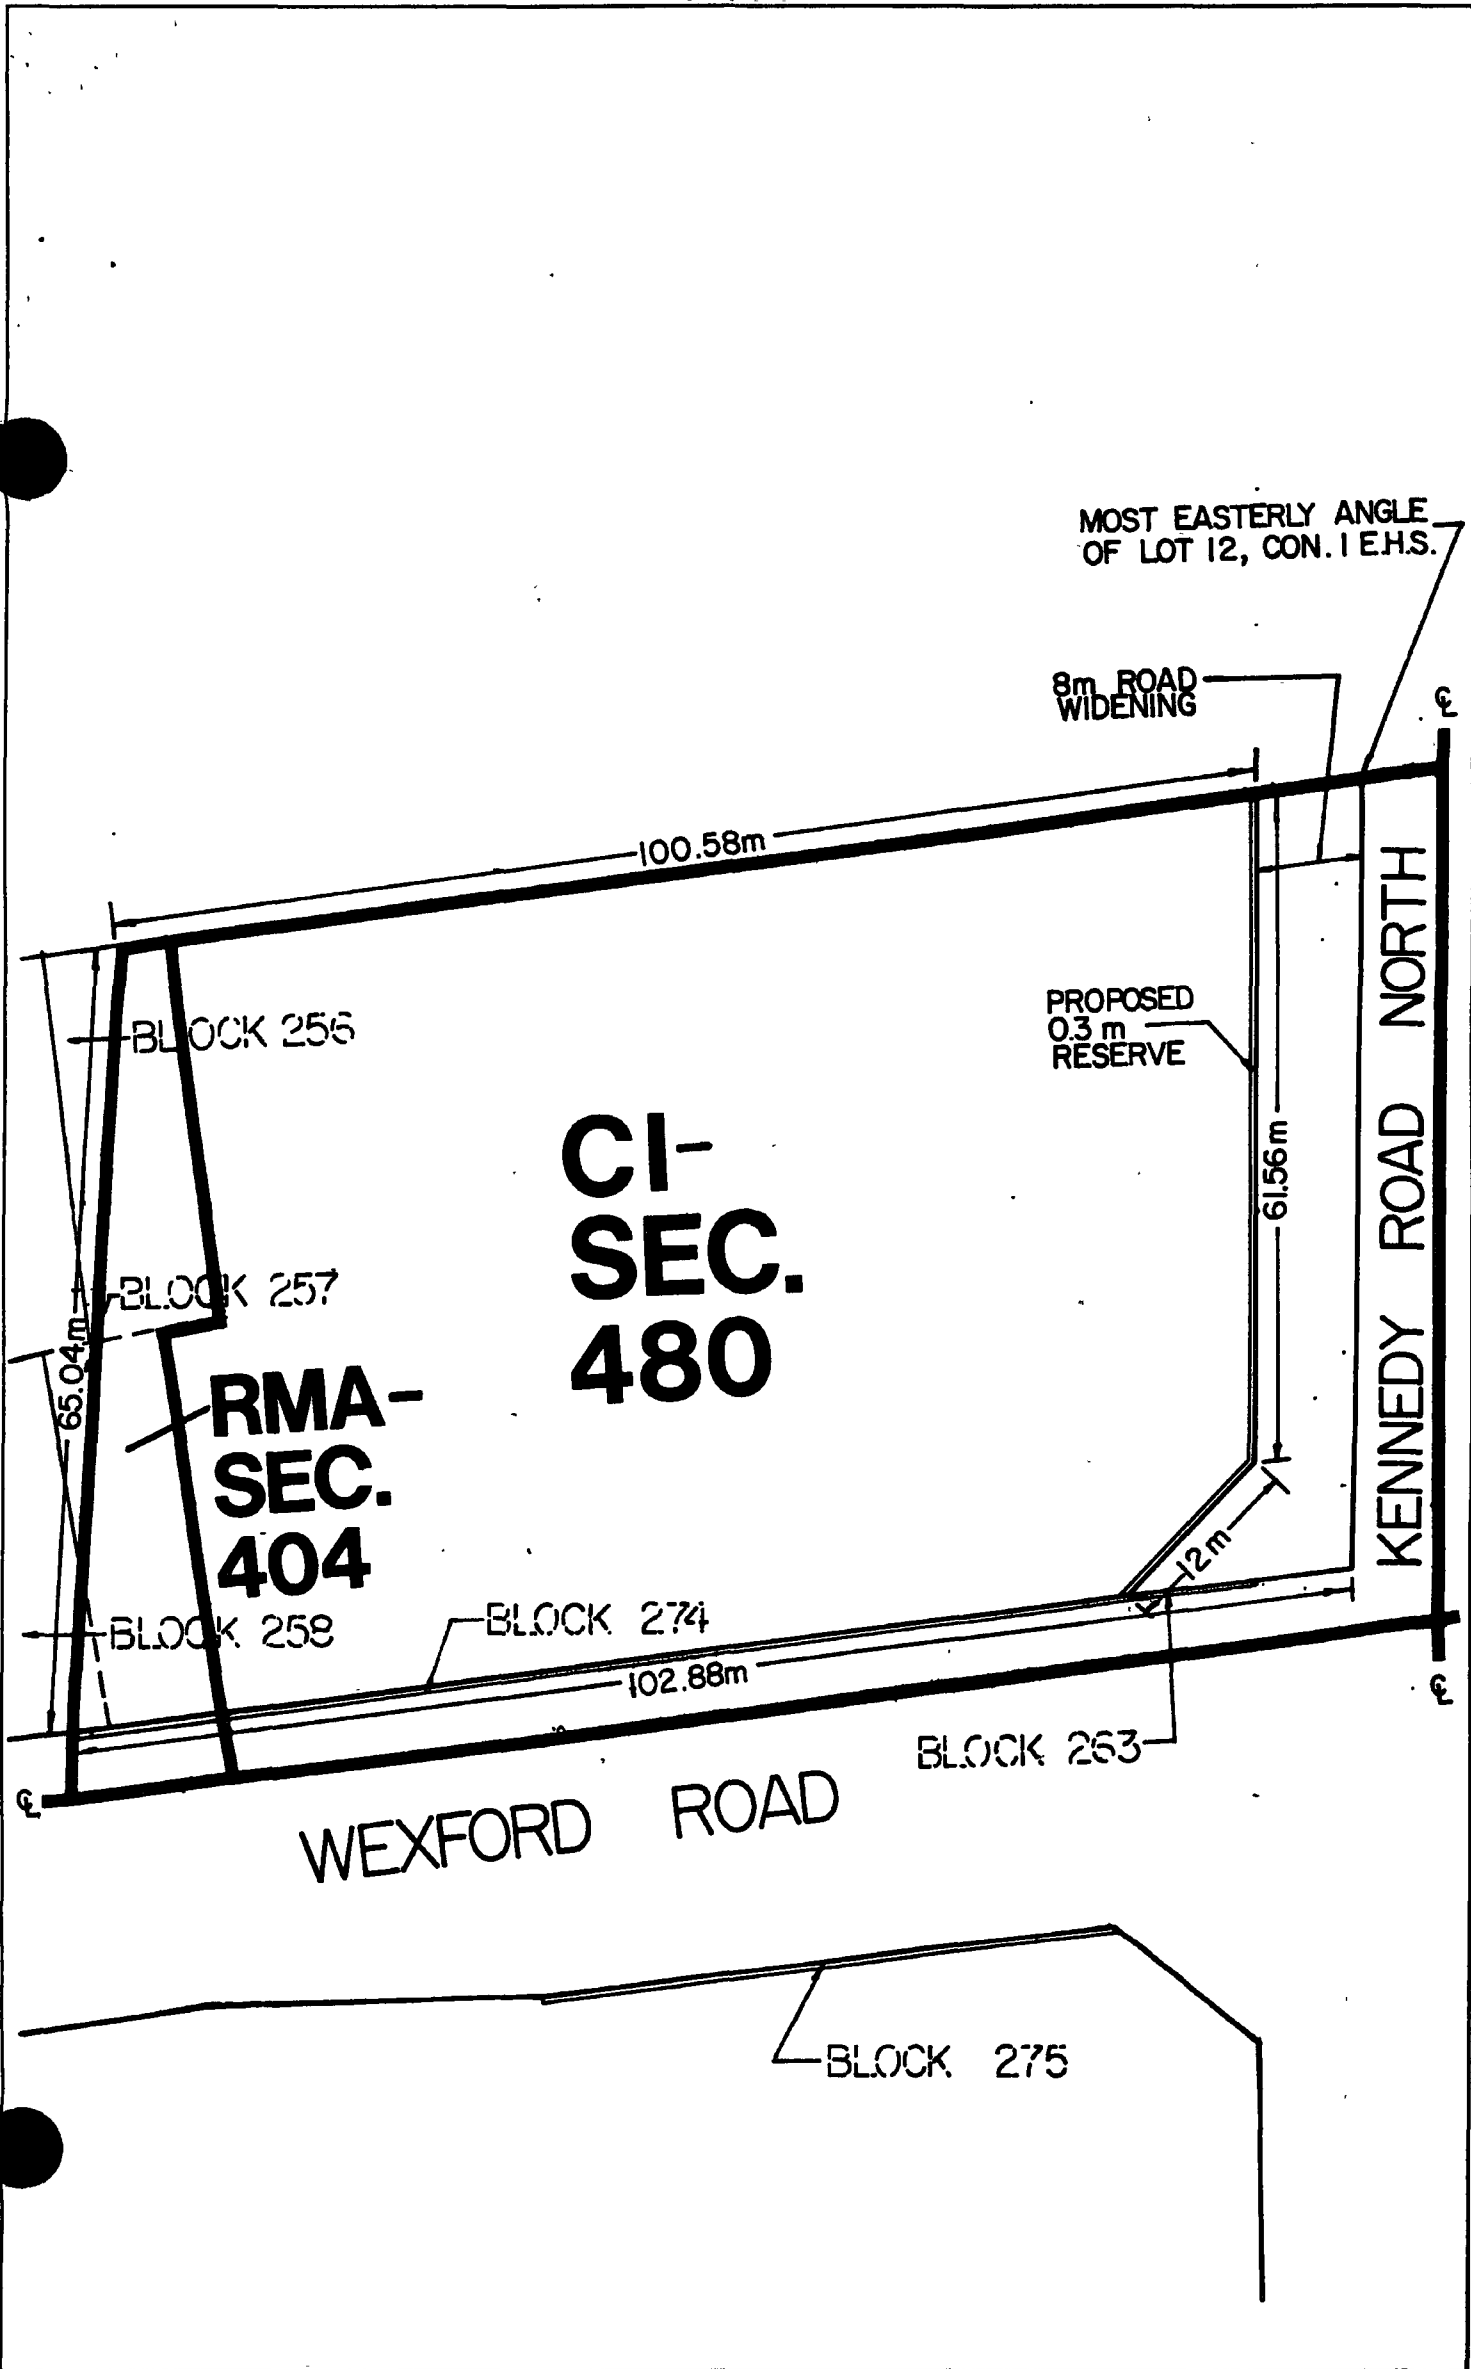 MOST EASTERLY ANGLE
OF LOT 12, CON. 1 E.H.S.
8m ROAD
WIDENING
℄
100.58m
BLOCK 256
PROPOSED
0.3 m
RESERVE
KENNEDY ROAD NORTH
61.56m
C1-
SEC.
480
BLOCK 257
65.04m
RMA-
SEC.
404
12m
BLOCK 258
BLOCK 274
102.88m
℄
BLOCK 263
℄
WEXFORD ROAD
BLOCK 275